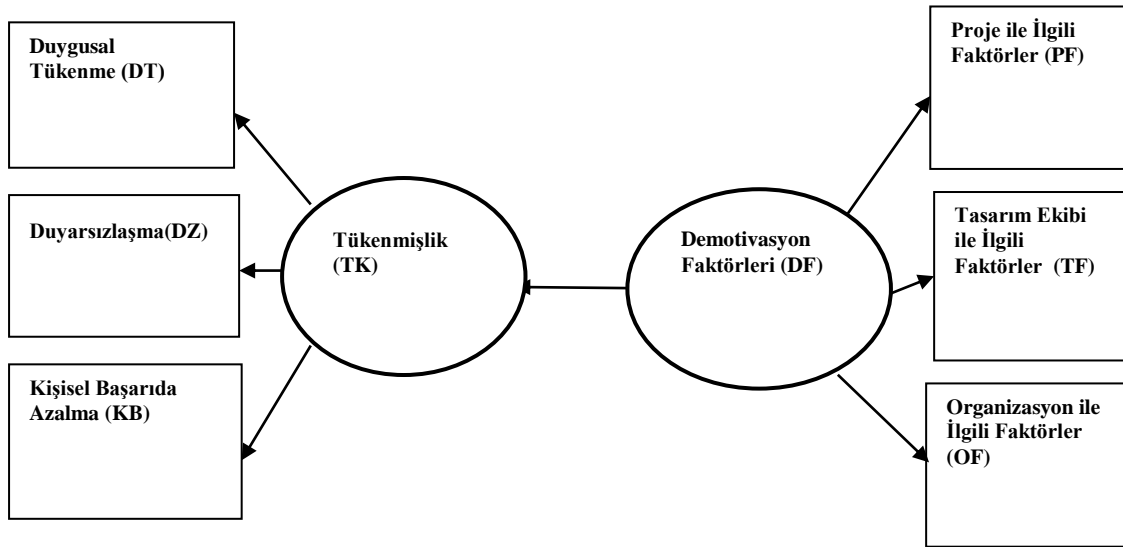 Duygusal
Tükenme (DT)
Duyarsızlaşma(DZ)
Kişisel Başarıda
Azalma (KB)
Tükenmişlik
(TK)
Demotivasyon
Faktörleri (DF)
Proje ile İlgili
Faktörler (PF)
Tasarım Ekibi
ile İlgili
Faktörler (TF)
Organizasyon ile
İlgili Faktörler
(OF)